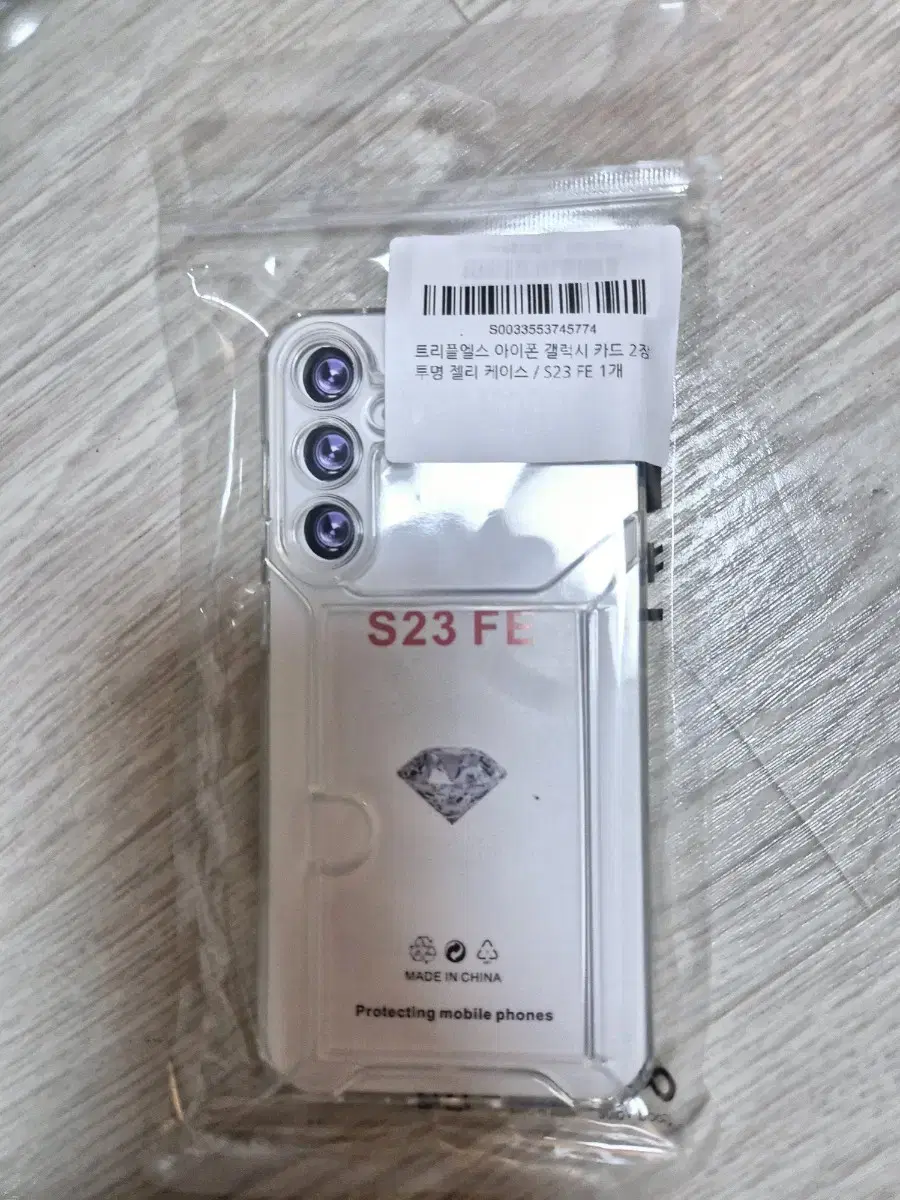 S0033553745774
트리플엘스 아이폰 갤럭시 카드 2장
투명 젤리 케이스 / S23 FE 1개
S23 FE
MADE IN CHINA
Protecting mobile phones